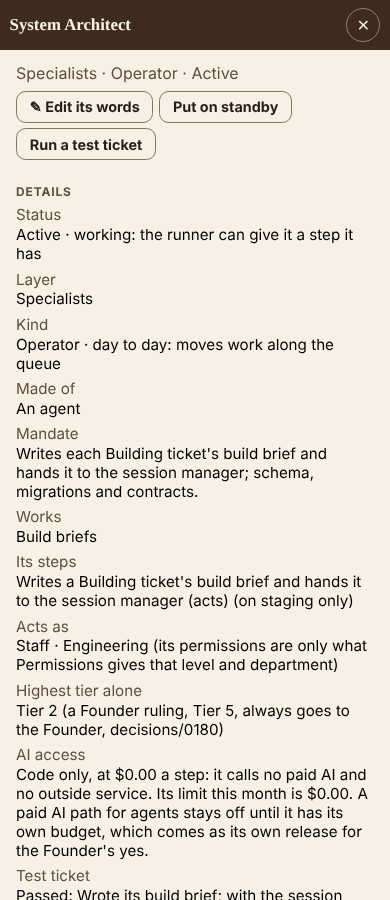 System Architect
✕
Specialists · Operator · Active
✎ Edit its words
Put on standby
Run a test ticket
DETAILS
Status
Active · working: the runner can give it a step it
has
Layer
Specialists
Kind
Operator · day to day: moves work along the
queue
Made of
An agent
Mandate
Writes each Building ticket's build brief and
hands it to the session manager; schema,
migrations and contracts.
Works
Build briefs
Its steps
Writes a Building ticket's build brief and hands it
to the session manager (acts) (on staging only)
Acts as
Staff · Engineering (its permissions are only what
Permissions gives that level and department)
Highest tier alone
Tier 2 (a Founder ruling, Tier 5, always goes to
the Founder, decisions/0180)
AI access
Code only, at $0.00 a step: it calls no paid AI and
no outside service. Its limit this month is $0.00. A
paid AI path for agents stays off until it has its
own budget, which comes as its own release for
the Founder's yes.
Test ticket
Passed: Wrote its build brief; with the session